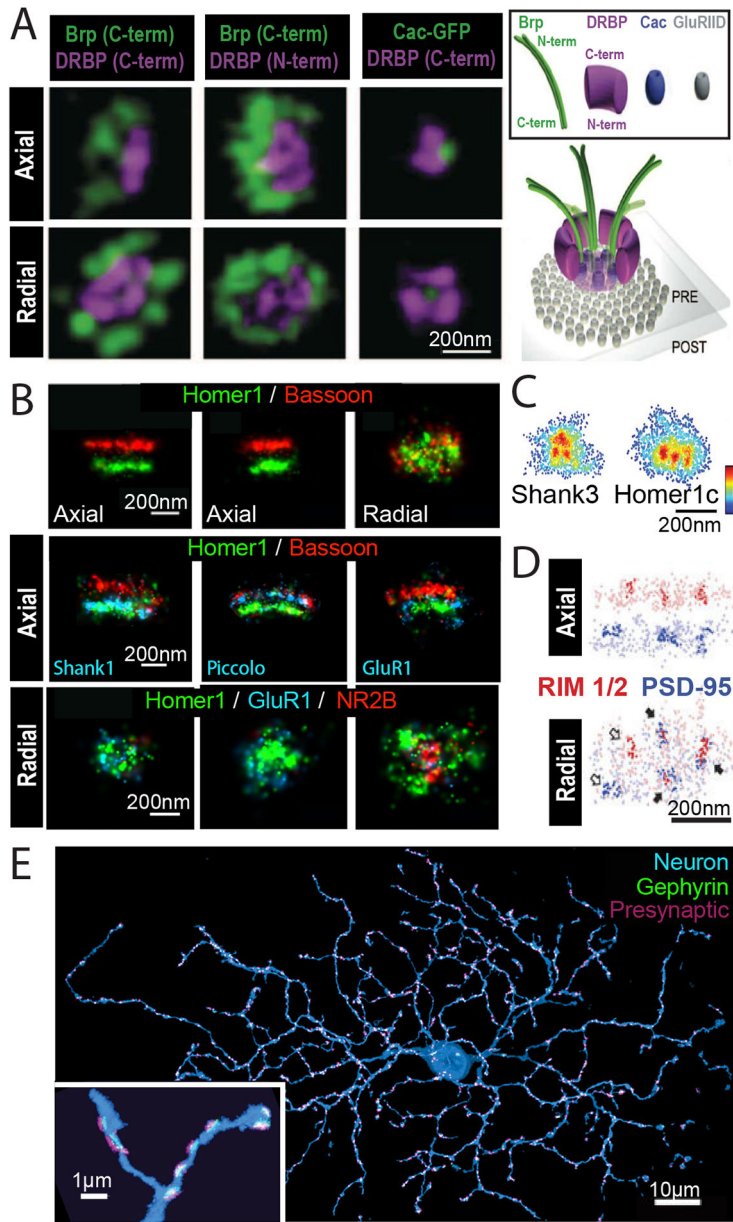 A
Brp (C-term)
DRBP (C-term)
Brp (C-term)
DRBP (N-term)
Cac-GFP
DRBP (C-term)
Axial
Radial
200nm
Brp
DRBP
Cac
GluRIID
N-term
C-term
C-term
N-term
PRE
POST
B
Homer1 / Bassoon
Axial
200nm
Axial
Radial
Homer1 / Bassoon
Axial
Shank1
200nm
Piccolo
GluR1
Homer1 / GluR1 / NR2B
Radial
200nm
C
Shank3
Homer1c
200nm
D
Axial
RIM 1/2
PSD-95
Radial
200nm
E
Neuron
Gephyrin
Presynaptic
1μm
10μm